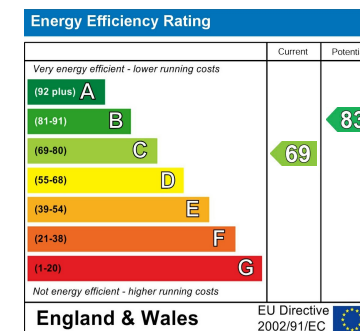 Energy Efficiency Rating
Current
Very energy efficient - lower running costs
(92 plus) A
(81-91) B
83
(69-80) C
69
(55-68) D
(39-54) E
(21-38) F
(1-20) G
Not energy efficient - higher running costs
England & Wales
EU Directive
2002/91/EC